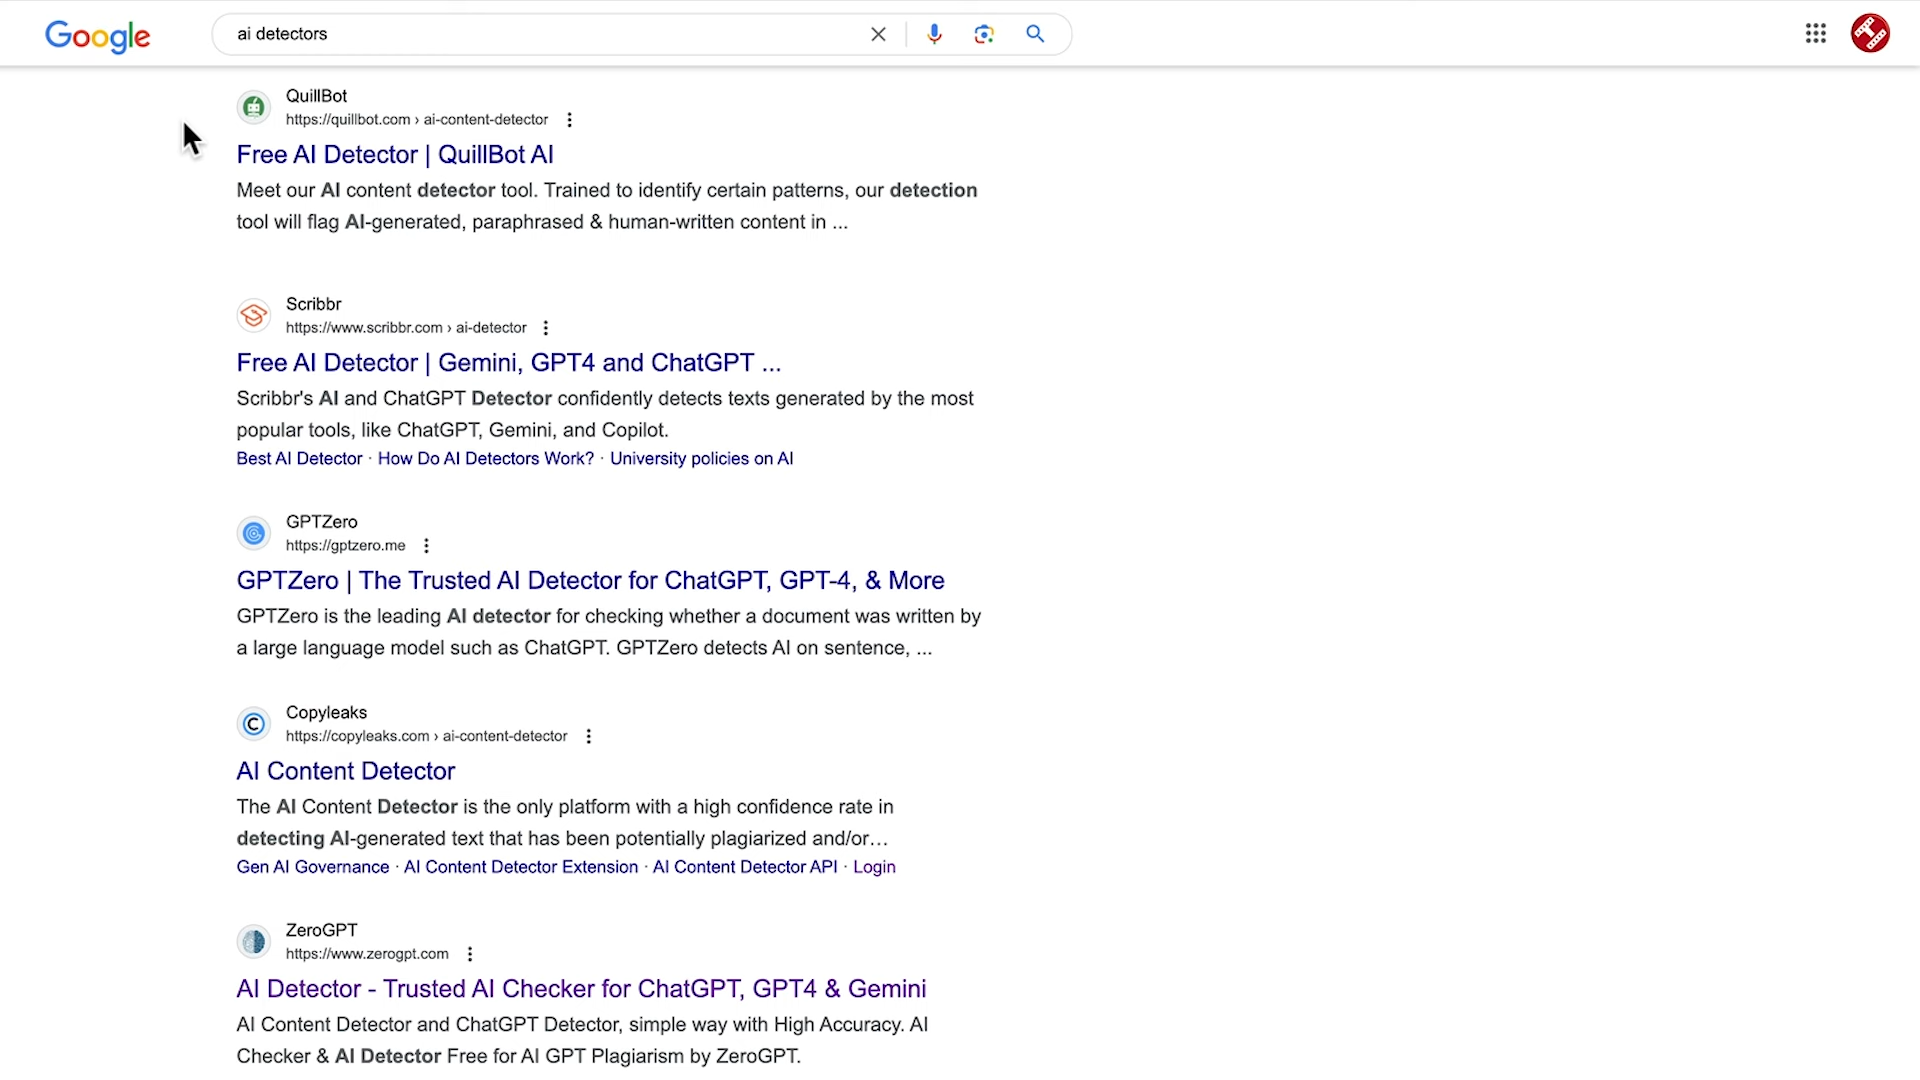 Google
ai detectors
QuillBot
https://quillbot.com › ai-content-detector
Free AI Detector | QuillBot AI
Meet our AI content detector tool. Trained to identify certain patterns, our detection
tool will flag AI-generated, paraphrased & human-written content in ...
Scribbr
https://www.scribbr.com › ai-detector
Free AI Detector | Gemini, GPT4 and ChatGPT ...
Scribbr's AI and ChatGPT Detector confidently detects texts generated by the most
popular tools, like ChatGPT, Gemini, and Copilot.
Best AI Detector · How Do AI Detectors Work? · University policies on AI
GPTZero
https://gptzero.me
GPTZero | The Trusted AI Detector for ChatGPT, GPT-4, & More
GPTZero is the leading AI detector for checking whether a document was written by
a large language model such as ChatGPT. GPTZero detects AI on sentence, ...
Copyleaks
https://copyleaks.com › ai-content-detector
AI Content Detector
The AI Content Detector is the only platform with a high confidence rate in
detecting AI-generated text that has been potentially plagiarized and/or...
Gen AI Governance · AI Content Detector Extension · AI Content Detector API · Login
ZeroGPT
https://www.zerogpt.com
AI Detector - Trusted AI Checker for ChatGPT, GPT4 & Gemini
AI Content Detector and ChatGPT Detector, simple way with High Accuracy. AI
Checker & AI Detector Free for AI GPT Plagiarism by ZeroGPT.